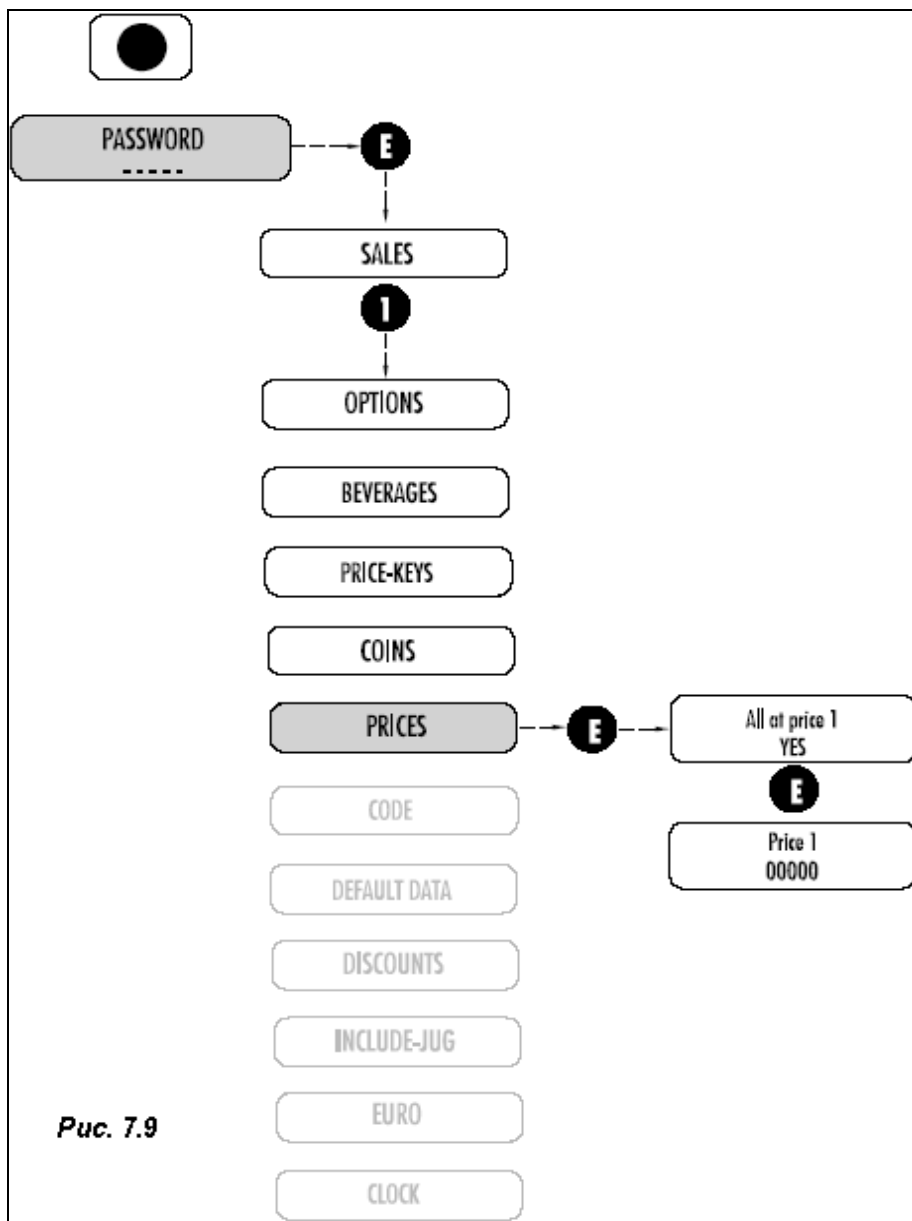 PASSWORD
-----
E
SALES
1
OPTIONS
BEVERAGES
PRICE-KEYS
COINS
PRICES
E
All at price 1
YES
E
Price 1
00000
CODE
DEFAULT DATA
DISCOUNTS
INCLUDE-JUG
EURO
Рис. 7.9
CLOCK